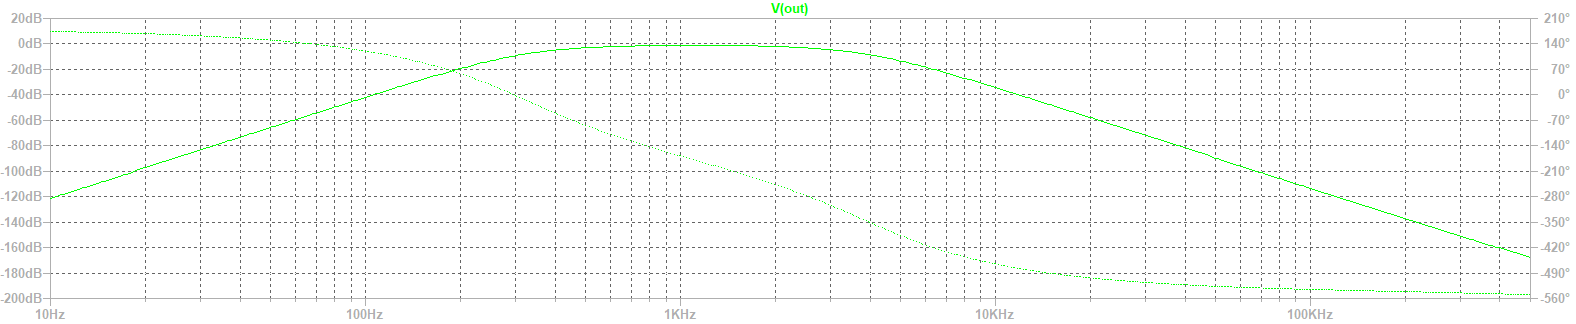 V(out)
20dB 210°
0dB 140°
-20dB 70°
-40dB 0°
-60dB -70°
-80dB -140°
-100dB -210°
-120dB -280°
-140dB -350°
-160dB -420°
-180dB -490°
-200dB -560°
10Hz 100Hz 1KHz 10KHz 100KHz